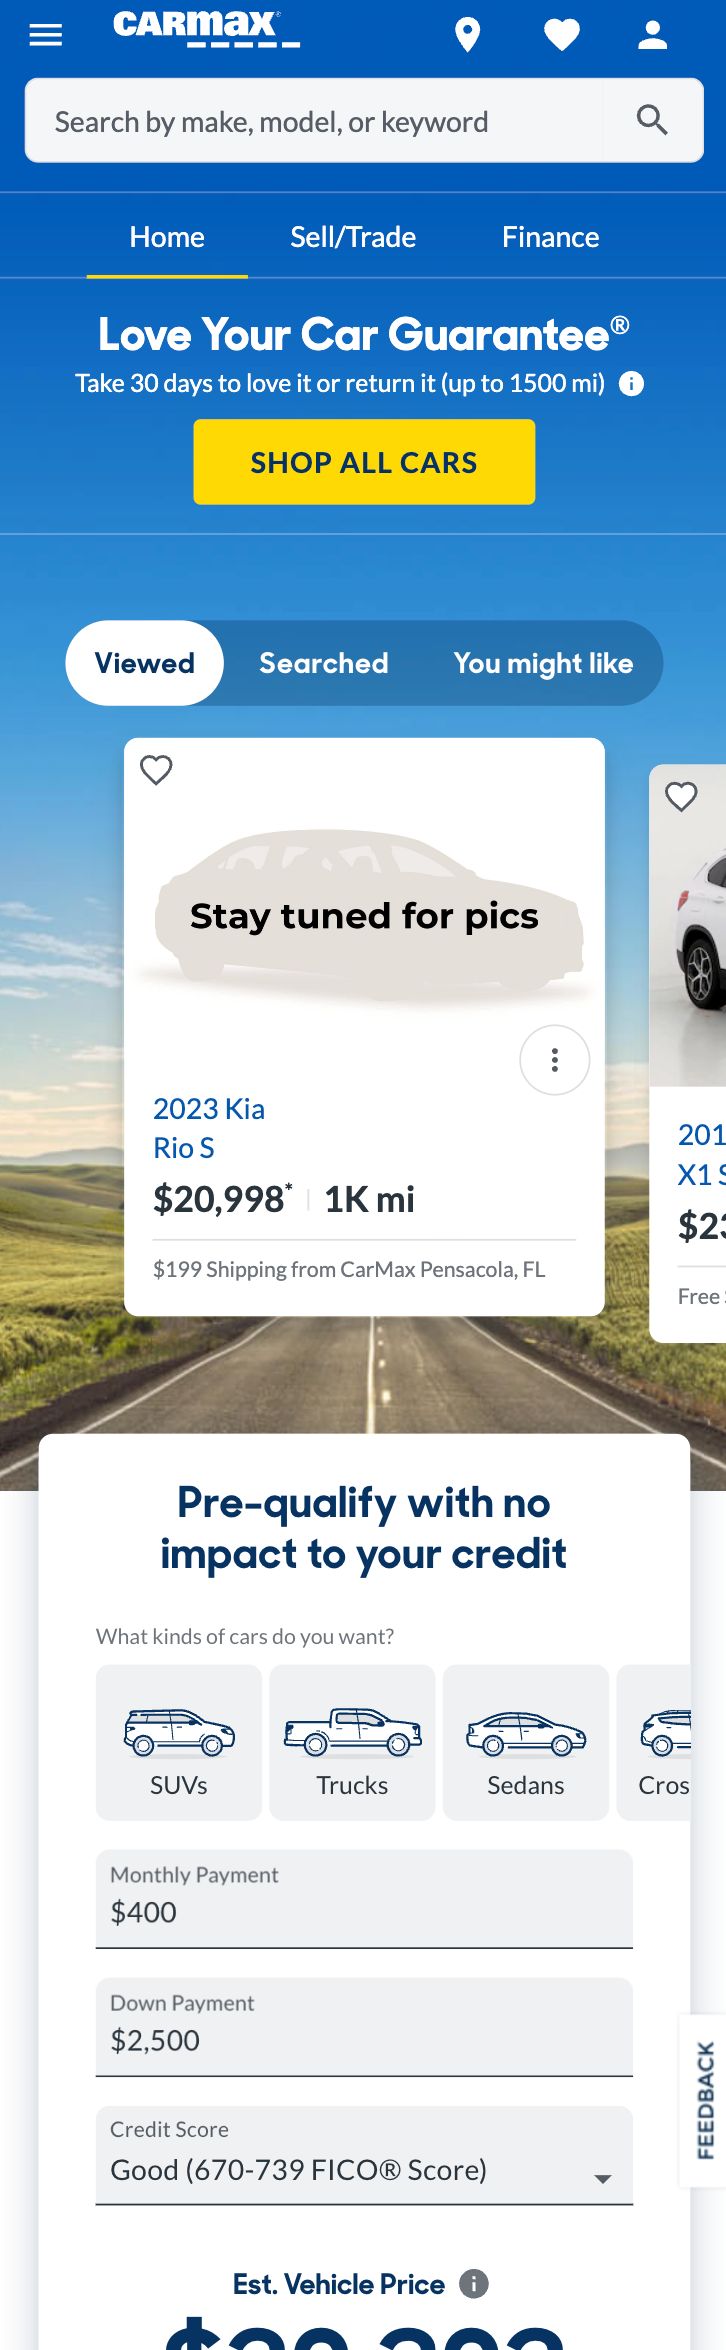 CARMAX
Search by make, model, or keyword
Home
Sell/Trade
Finance
Love Your Car Guarantee®
Take 30 days to love it or return it (up to 1500 mi)
SHOP ALL CARS
Viewed
Searched
You might like
Stay tuned for pics
2023 Kia
Rio S
$20,998* | 1K mi
$199 Shipping from CarMax Pensacola, FL
201
X1 S
$23
Free
Pre-qualify with no
impact to your credit
What kinds of cars do you want?
SUVs
Trucks
Sedans
Cros
Monthly Payment
$400
Down Payment
$2,500
Credit Score
Good (670-739 FICO® Score)
FEEDBACK
Est. Vehicle Price